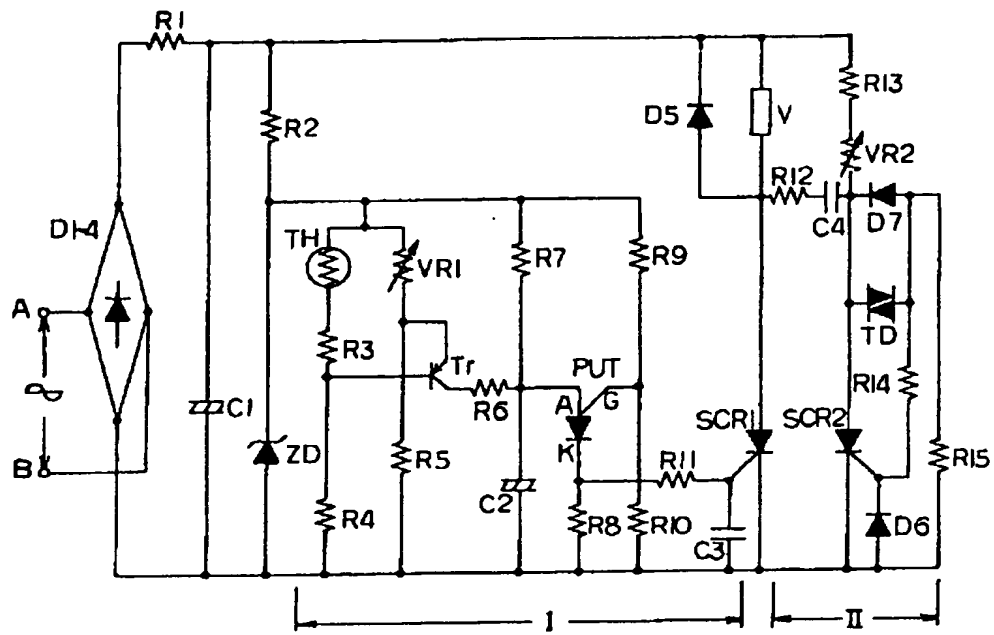 R1
R13
R2
D5
V
VR2
R12
D1-4
C4
D7
TH
VR1
R7
R9
A
TD
R3
Tr
PUT
R14
R6
A
G
C1
SCR1
SCR2
K
B
ZD
R5
R11
R15
C2
R4
R8
R10
C3
D6
I
II